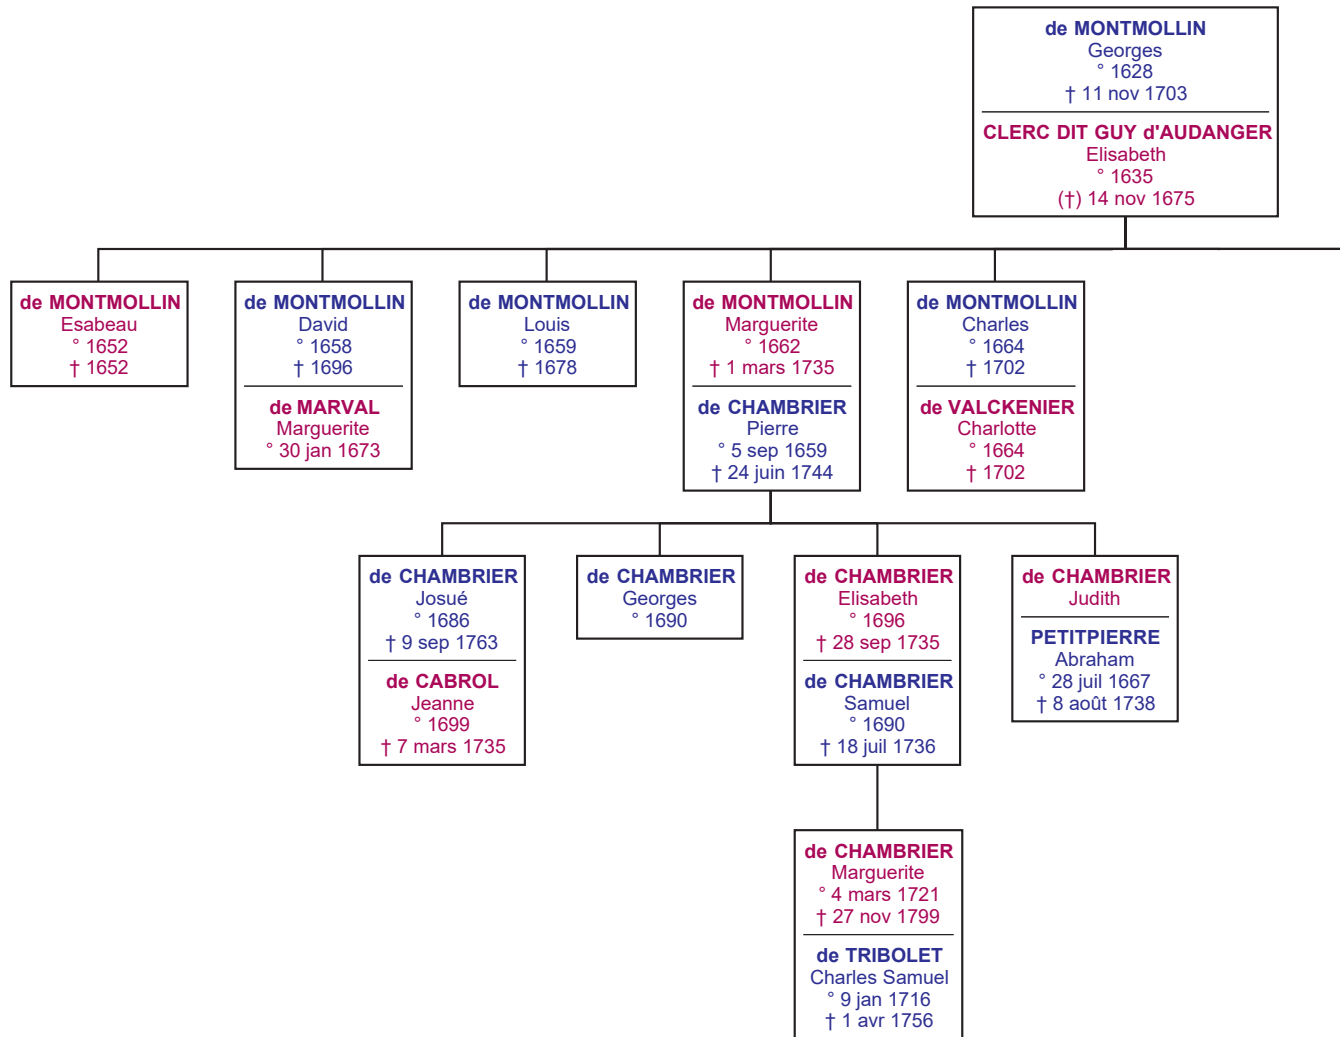 de MONTMOLLIN
Georges
° 1628
† 11 nov 1703
CLERC DIT GUY d'AUDANGER
Elisabeth
° 1635
(†) 14 nov 1675
de MONTMOLLIN
Esabeau
° 1652
† 1652
de MONTMOLLIN
David
° 1658
† 1696
de MARVAL
Marguerite
° 30 jan 1673
de MONTMOLLIN
Louis
° 1659
† 1678
de MONTMOLLIN
Marguerite
° 1662
† 1 mars 1735
de CHAMBRIER
Pierre
° 5 sep 1659
† 24 juin 1744
de MONTMOLLIN
Charles
° 1664
† 1702
de VALCKENIER
Charlotte
° 1664
† 1702
de CHAMBRIER
Josué
° 1686
† 9 sep 1763
de CABROL
Jeanne
° 1699
† 7 mars 1735
de CHAMBRIER
Georges
° 1690
de CHAMBRIER
Elisabeth
° 1696
† 28 sep 1735
de CHAMBRIER
Samuel
° 1690
† 18 juil 1736
de CHAMBRIER
Judith
PETITPIERRE
Abraham
° 28 juil 1667
† 8 août 1738
de CHAMBRIER
Marguerite
° 4 mars 1721
† 27 nov 1799
de TRIBOLET
Charles Samuel
° 9 jan 1716
† 1 avr 1756